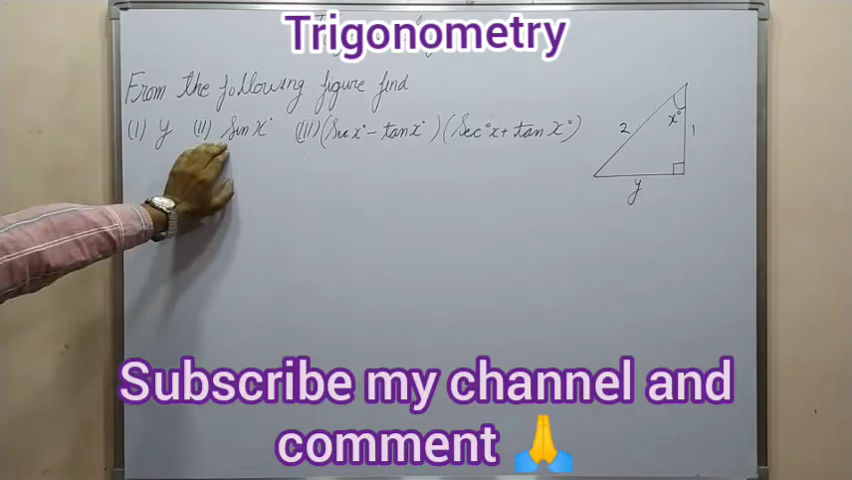 Trigonometry
From the following figure find
(i) y (ii) Sin x° (iii) (Sec x° - tan x°) (Sec°x + tan x°)
2
x°
1
y
Subscribe my channel and
comment 🙏